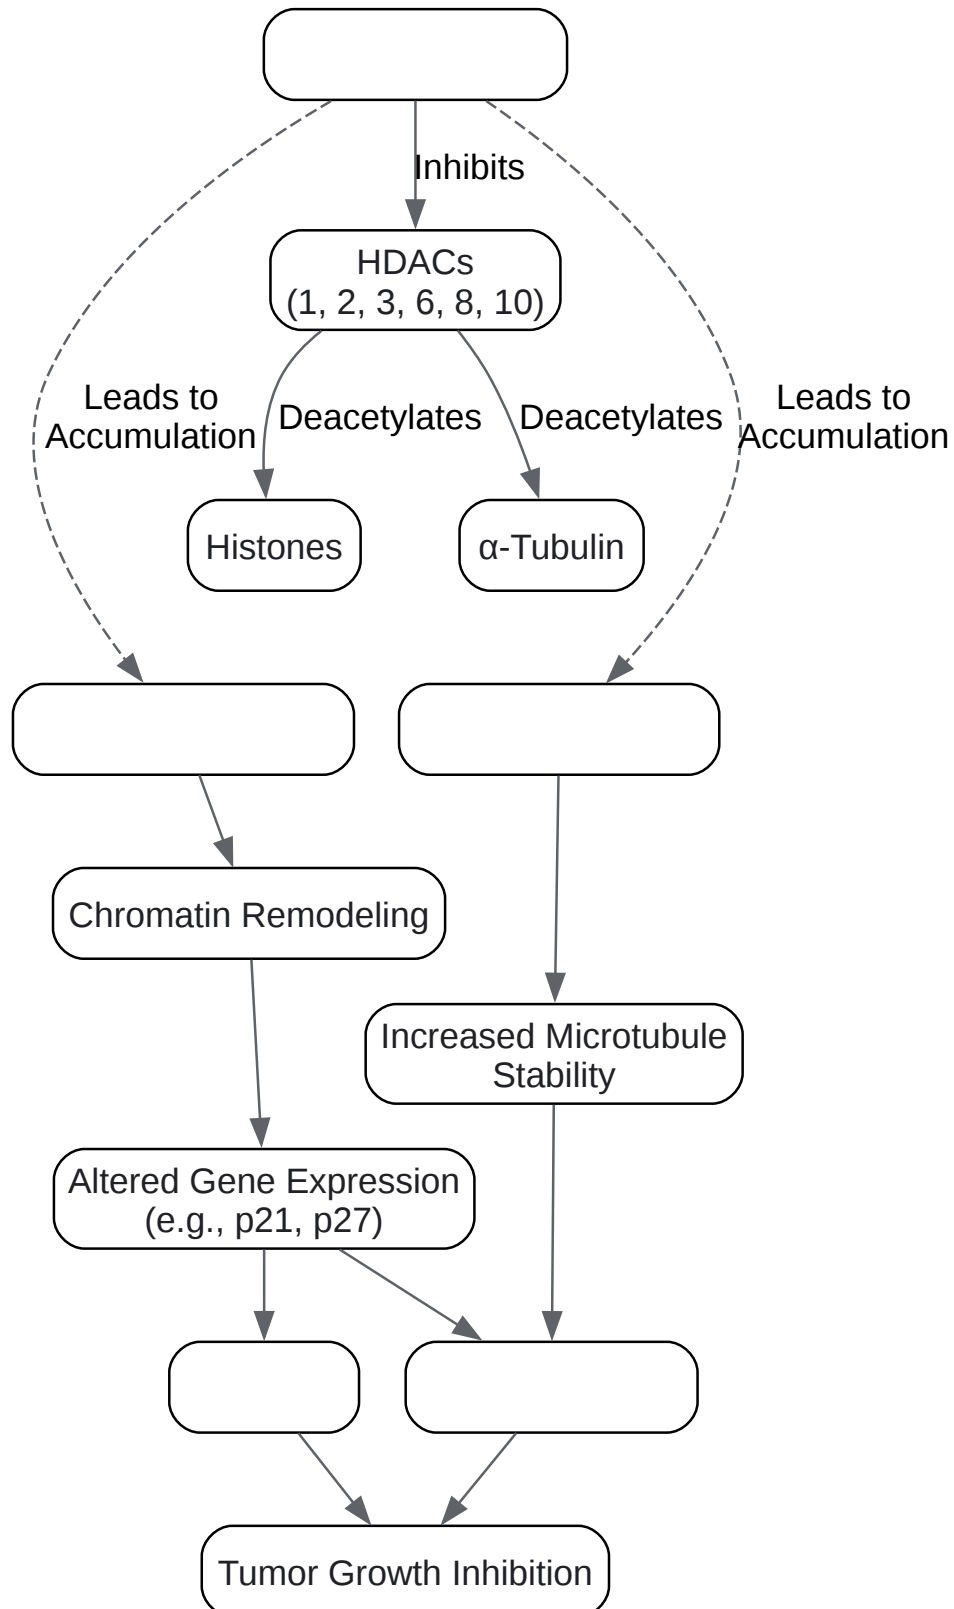 Inhibits
HDACs
(1, 2, 3, 6, 8, 10)
Leads to
Accumulation
Deacetylates
Deacetylates
Leads to
Accumulation
Histones
α-Tubulin
Chromatin Remodeling
Increased Microtubule
Stability
Altered Gene Expression
(e.g., p21, p27)
Tumor Growth Inhibition